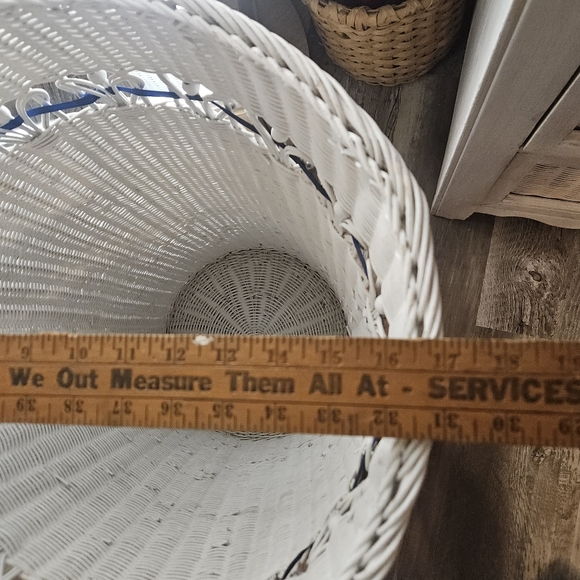 9 10 11 12 13 14 15 16 17 18
We Out Measure Them All At - SERVICES
39 38 37 36 35 34 33 32 31 30 29